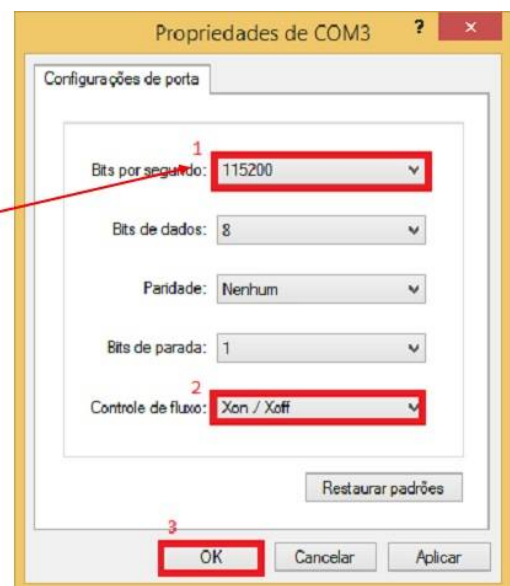 Propriedades de COM3 ? ×
Configurações de porta
1
Bits por segundo: 115200
Bits de dados: 8
Paridade: Nenhum
Bits de parada: 1
2
Controle de fluxo: Xon / Xoff
Restaurar padrões
3
OK Cancelar Aplicar